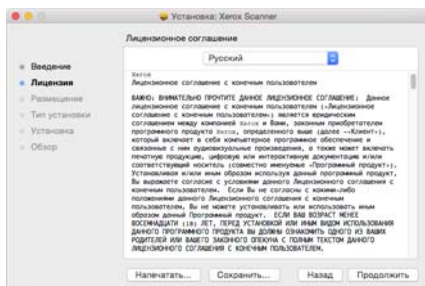 Установка: Xerox Scanner
Лицензионное соглашение
Русский
Введение
Лицензия
Размещение
Тип установки
Установка
Обзор
Xerox
Лицензионное соглашение с конечным пользователем
ВАЖНО: ВНИМАТЕЛЬНО ПРОЧТИТЕ ДАННОЕ ЛИЦЕНЗИОННОЕ СОГЛАШЕНИЕ: Данное
лицензионное соглашение с конечным пользователем («Лицензионное
соглашение с конечным пользователем») является юридическим
соглашением между компанией Xerox и Вами, законным приобретателем
программного продукта Xerox, определенного выше (далее –«Клиент»),
который включает в себя компьютерное программное обеспечение и
связанные с ним аудиовизуальные произведения, а также может включать
печатную продукцию, цифровую или интерактивную документацию и/или
соответствующий носитель (совместно именуемые «Программный продукт»).
Устанавливая и/или иным образом используя данный программный продукт,
Вы выражаете согласие с условиями данного Лицензионного соглашения с
конечным пользователем. Если Вы не согласны с какими-либо
положениями данного Лицензионного соглашения с конечным
пользователем, Вы не можете устанавливать или использовать иным
образом данный Программный продукт. ЕСЛИ ВАШ ВОЗРАСТ МЕНЕЕ
ВОСЕМНАДЦАТИ (18) ЛЕТ, ПЕРЕД УСТАНОВКОЙ ИЛИ ИНЫМ ВИДОМ ИСПОЛЬЗОВАНИЯ
ДАННОГО ПРОГРАММНОГО ПРОДУКТА ВЫ ДОЛЖНЫ ОЗНАКОМИТЬ ОДНОГО ИЗ ВАШИХ
РОДИТЕЛЕЙ ИЛИ ВАШЕГО ЗАКОННОГО ОПЕКУНА С ПОЛНЫМ ТЕКСТОМ ДАННОГО
ЛИЦЕНЗИОННОГО СОГЛАШЕНИЯ С КОНЕЧНЫМ ПОЛЬЗОВАТЕЛЕМ.
Напечатать...
Сохранить...
Назад
Продолжить